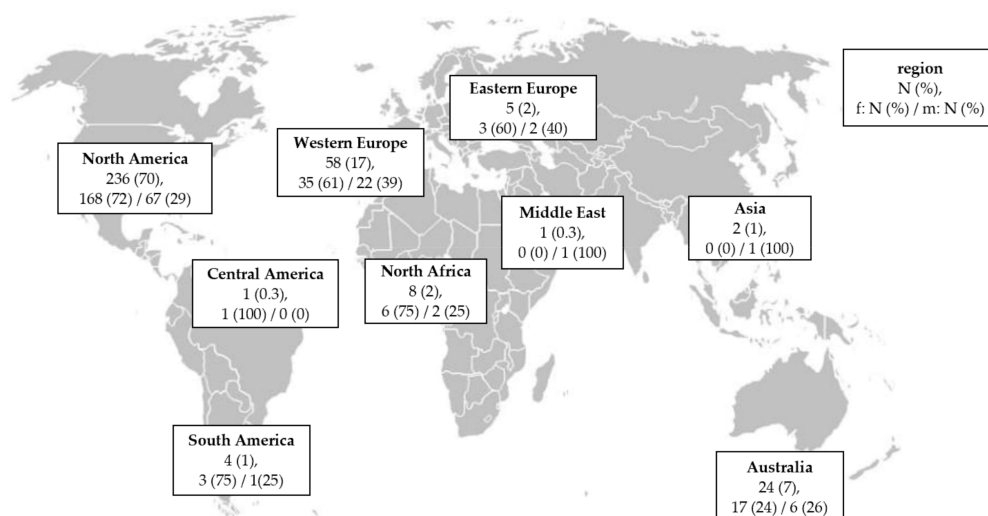 region
N (%),
f: N (%) / m: N (%)
Eastern Europe
5 (2),
3 (60) / 2 (40)
Western Europe
58 (17),
35 (61) / 22 (39)
North America
236 (70),
168 (72) / 67 (29)
Middle East
1 (0.3),
0 (0) / 1 (100)
Asia
2 (1),
0 (0) / 1 (100)
Central America
1 (0.3),
1 (100) / 0 (0)
North Africa
8 (2),
6 (75) / 2 (25)
South America
4 (1),
3 (75) / 1(25)
Australia
24 (7),
17 (24) / 6 (26)